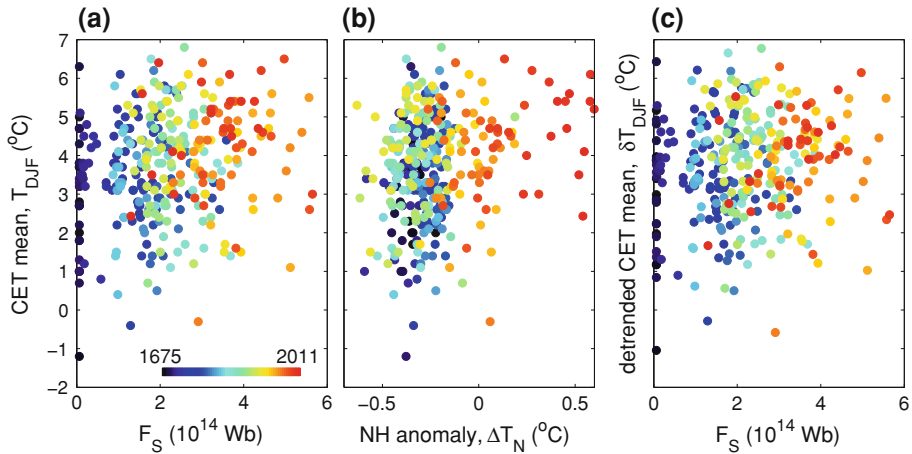 (a)
(b)
(c)
CET mean, T_DJF (°C)
7
6
5
4
3
2
1
0
−1
−2
1675
2011
0
2
4
6
F_S (10^14 Wb)
−0.5
0
0.5
NH anomaly, ΔT_N (°C)
detrended CET mean, δT_DJF (°C)
0
2
4
6
F_S (10^14 Wb)